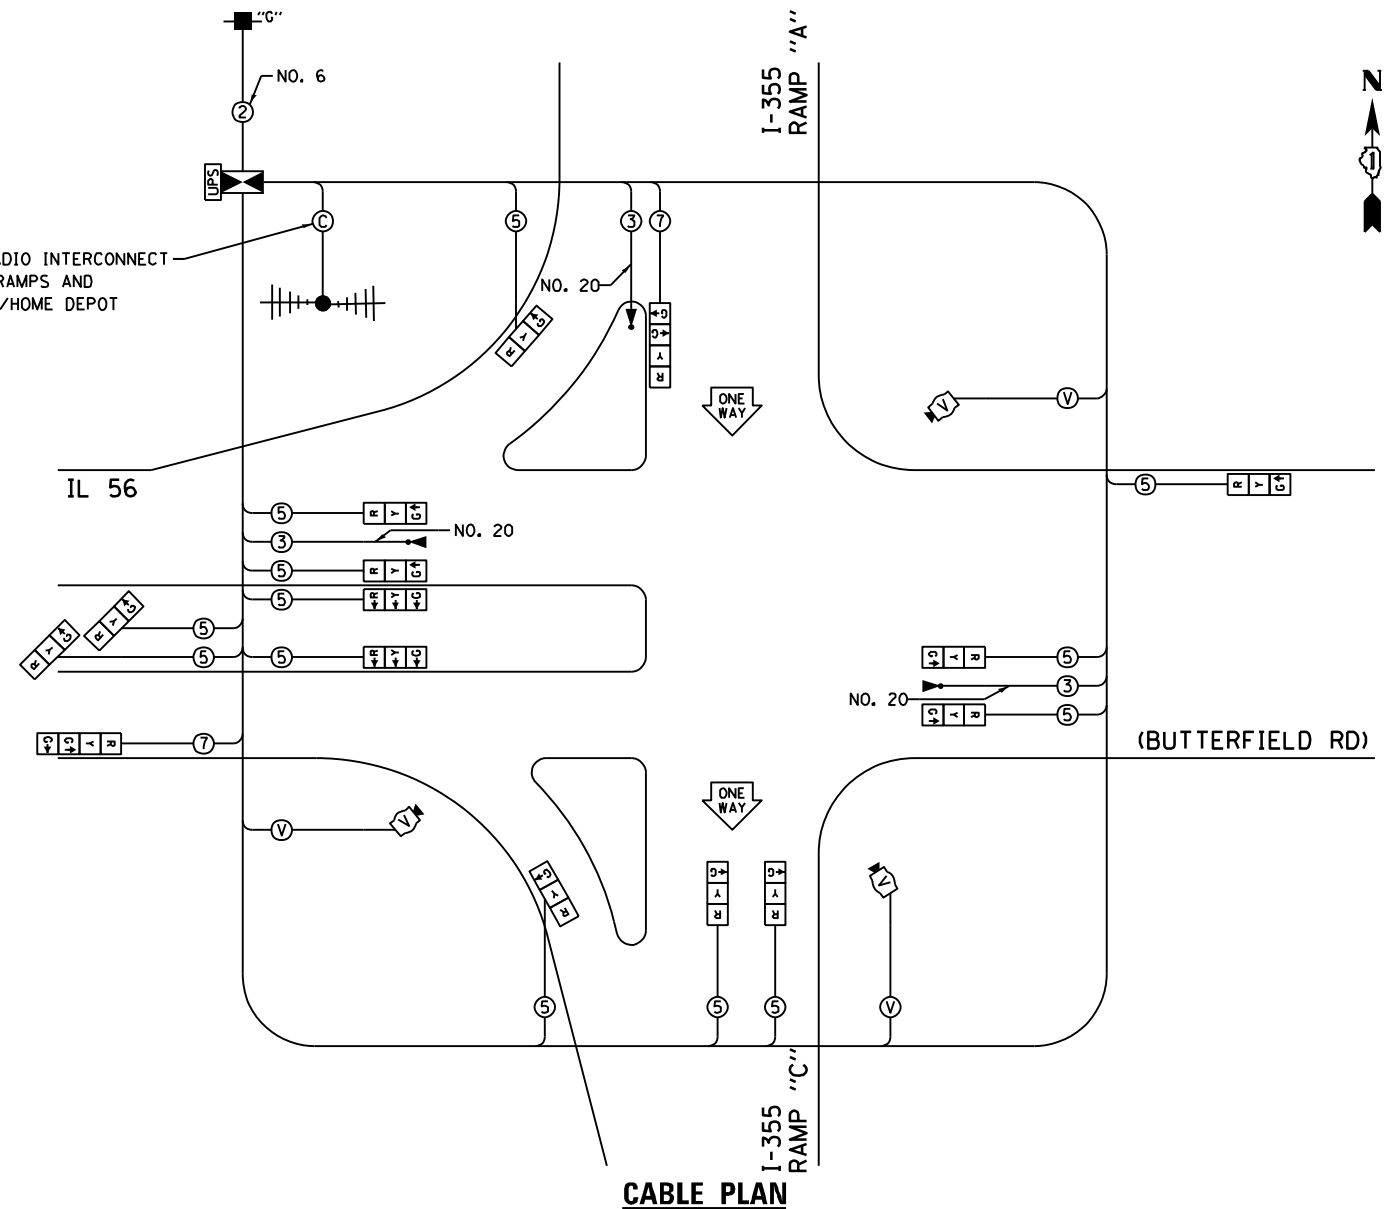 "G"
NO. 6
2
UPS
I-355
RAMP "A"
N
1
C
5
3
7
RADIO INTERCONNECT
RAMPS AND
/HOME DEPOT
NO. 20
R Y G
G G Y R
ONE
WAY
V
V
IL 56
5 R Y G
3
NO. 20
5 R Y G
5 R Y G
R Y G 5
R Y G 5
5 R Y G
5 R Y G
G Y R 5
NO. 20
3
G Y R 5
G G Y R 7
(BUTTERFIELD RD)
V
V
ONE
WAY
G Y R
G Y R
G Y R
V
5
5
5
V
I-355
RAMP "C"
CABLE PLAN